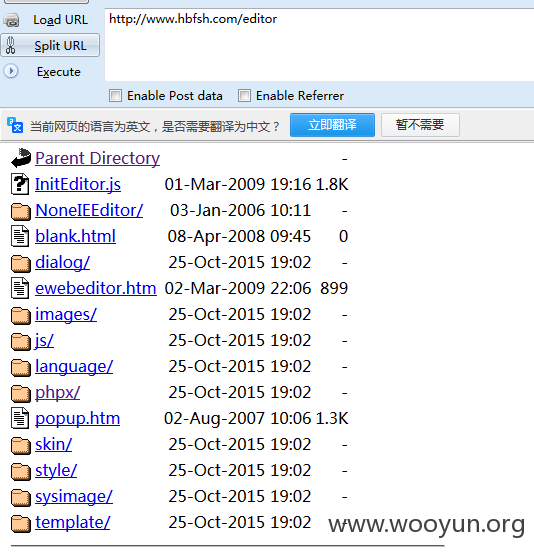 Load URL
http://www.hbfsh.com/editor
Split URL
Execute
Enable Post data Enable Referrer
当前网页的语言为英文，是否需要翻译为中文？ 立即翻译 暂不需要
Parent Directory -
InitEditor.js 01-Mar-2009 19:16 1.8K
NoneIEEditor/ 03-Jan-2006 10:11 -
blank.html 08-Apr-2008 09:45 0
dialog/ 25-Oct-2015 19:02 -
ewebeditor.htm 02-Mar-2009 22:06 899
images/ 25-Oct-2015 19:02 -
js/ 25-Oct-2015 19:02 -
language/ 25-Oct-2015 19:02 -
phpx/ 25-Oct-2015 19:02 -
popup.htm 02-Aug-2007 10:06 1.3K
skin/ 25-Oct-2015 19:02 -
style/ 25-Oct-2015 19:02 -
sysimage/ 25-Oct-2015 19:02 -
template/ 25-Oct-2015 19:02 -
www.wooyun.org